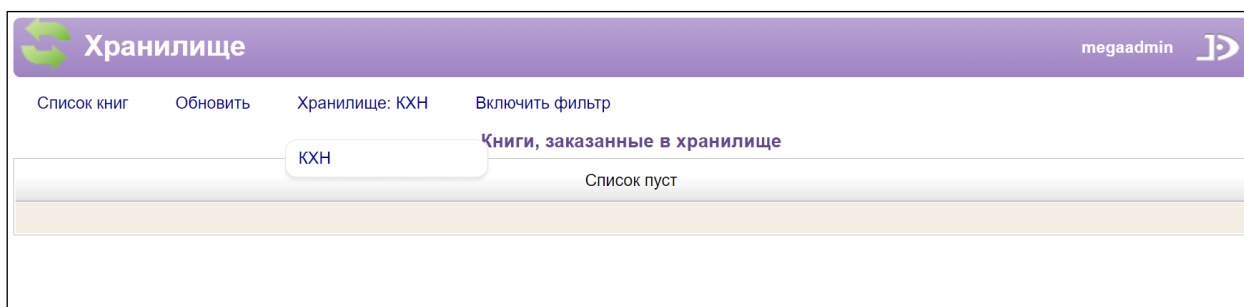 Хранилище megaadmin
Список книг Обновить Хранилище: КХН Включить фильтр
Книги, заказанные в хранилище
КХН
Список пуст